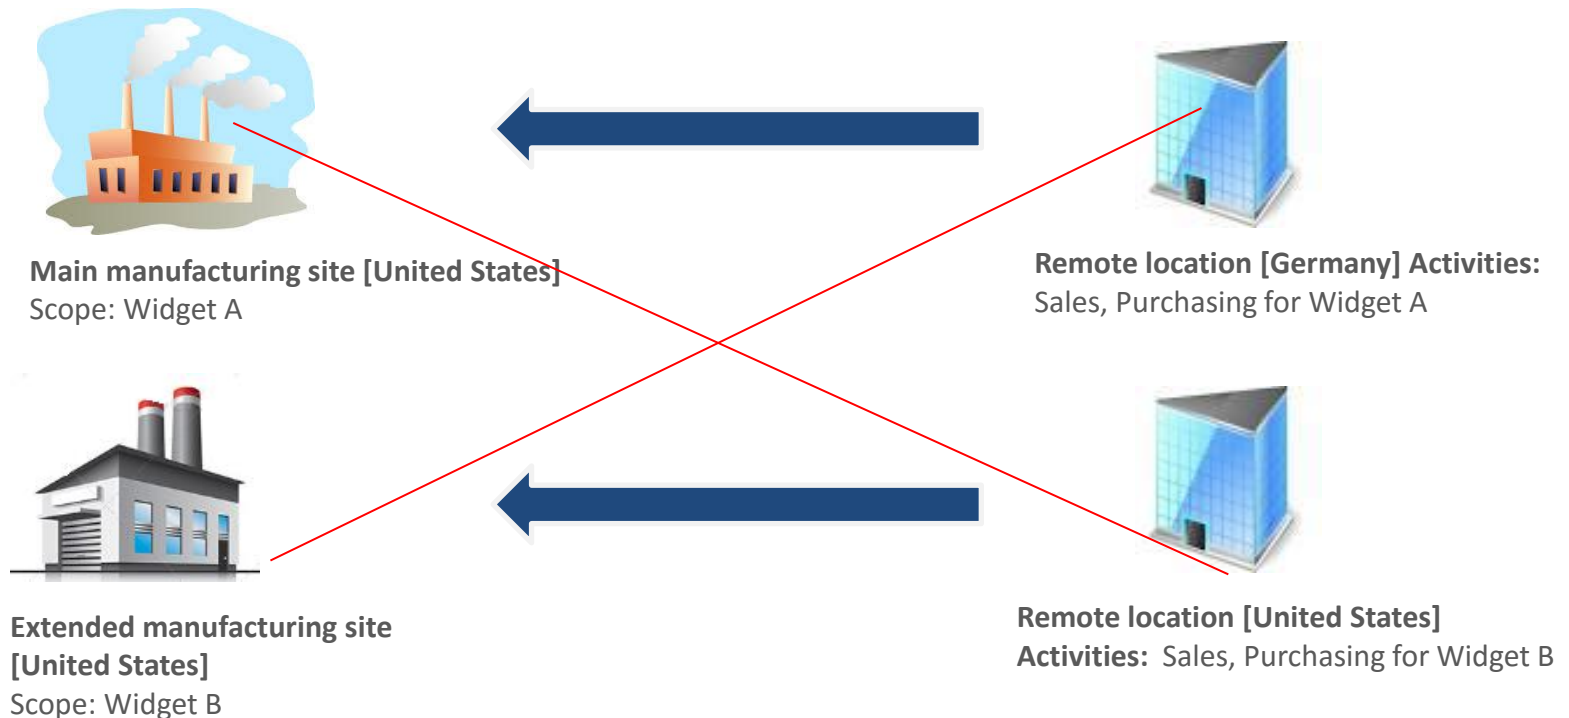 Main manufacturing site [United States]
Scope: Widget A
Remote location [Germany] Activities:
Sales, Purchasing for Widget A
Extended manufacturing site
[United States]
Scope: Widget B
Remote location [United States]
Activities: Sales, Purchasing for Widget B